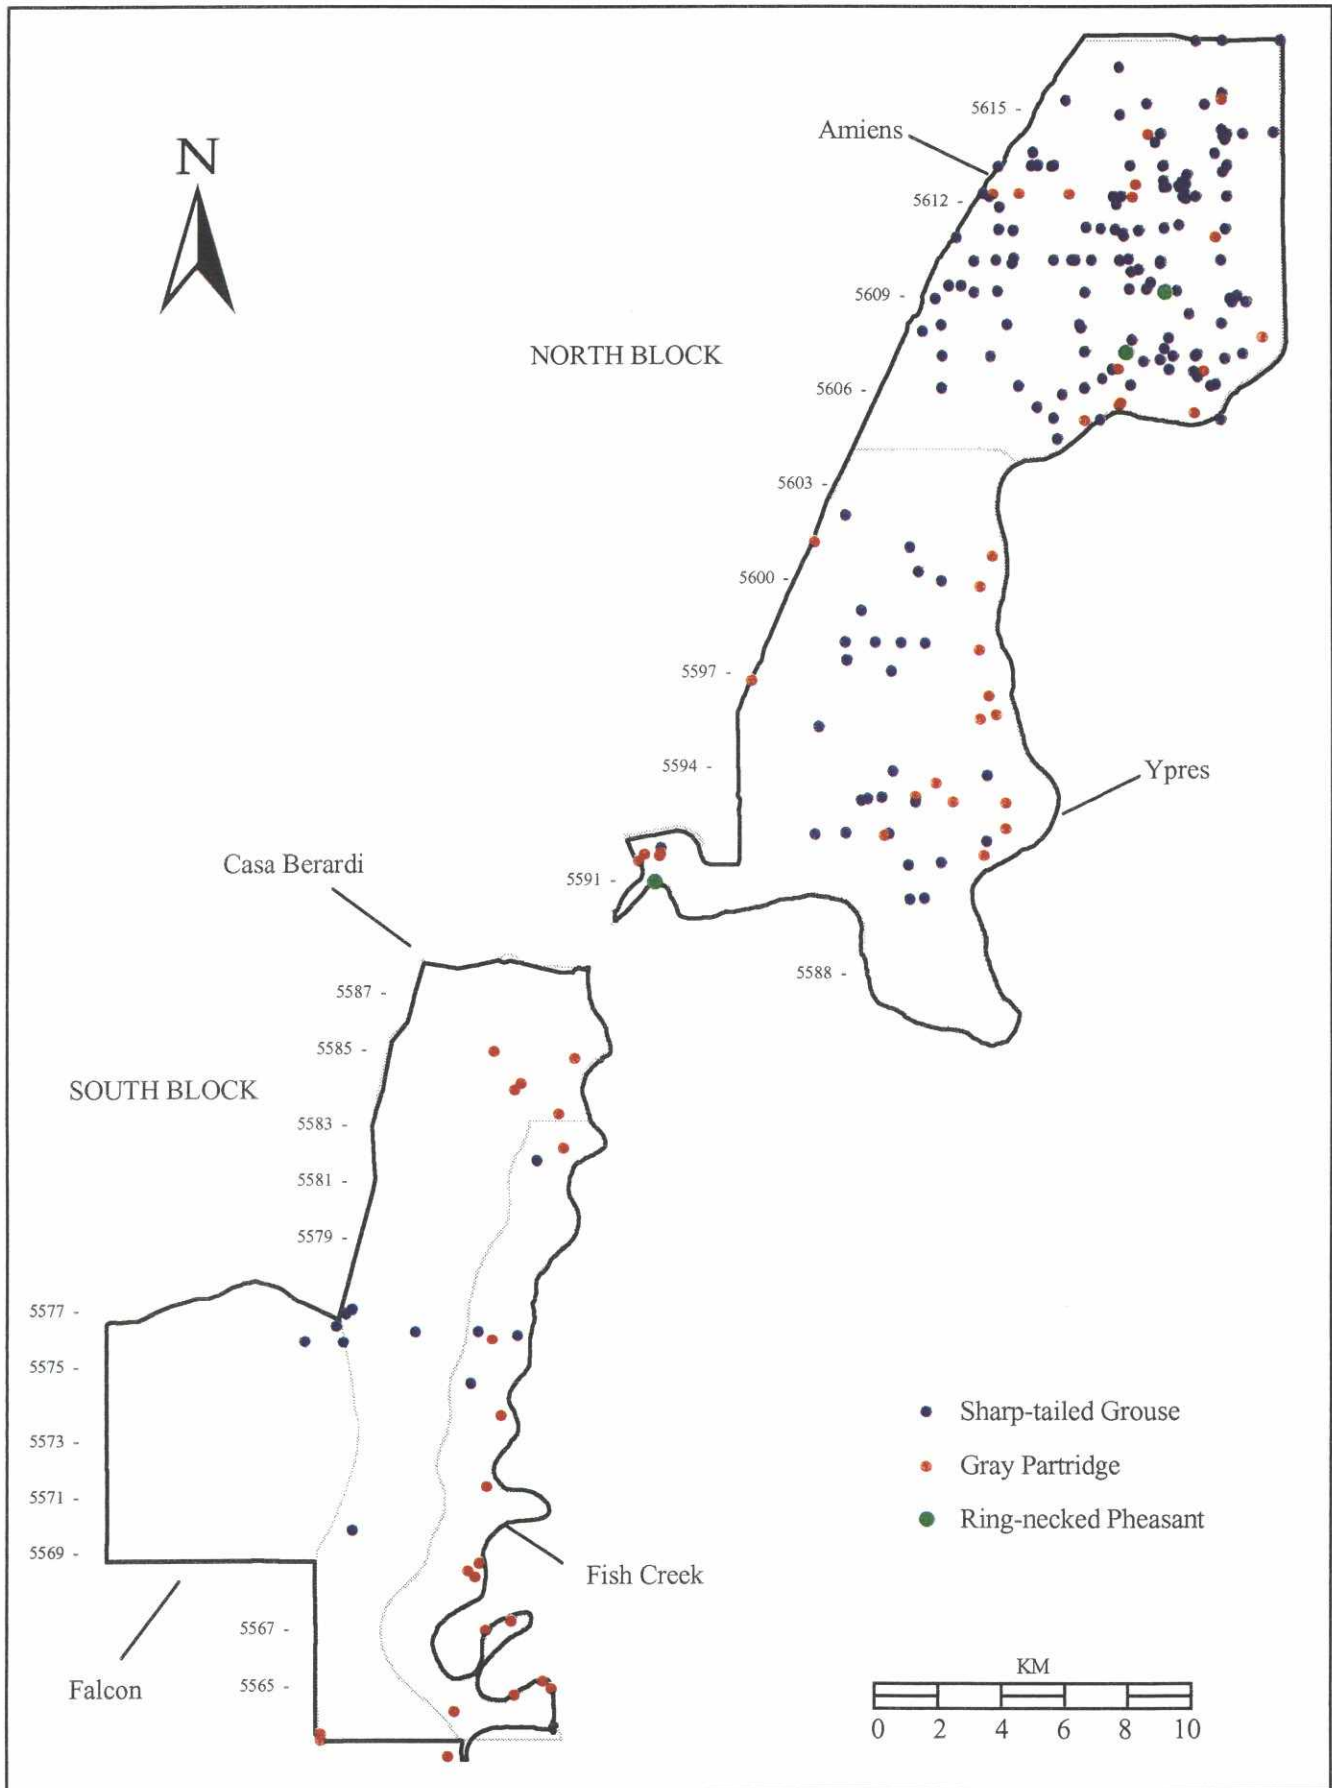 N
5615 -
Amiens
5612 -
5609 -
NORTH BLOCK
5606 -
5603 -
5600 -
5597 -
5594 -
Ypres
Casa Berardi
5591 -
5588 -
5587 -
5585 -
SOUTH BLOCK
5583 -
5581 -
5579 -
5577 -
5575 -
Sharp-tailed Grouse
5573 -
Gray Partridge
5571 -
Ring-necked Pheasant
5569 -
Fish Creek
5567 -
KM
5565 -
Falcon
0 2 4 6 8 10